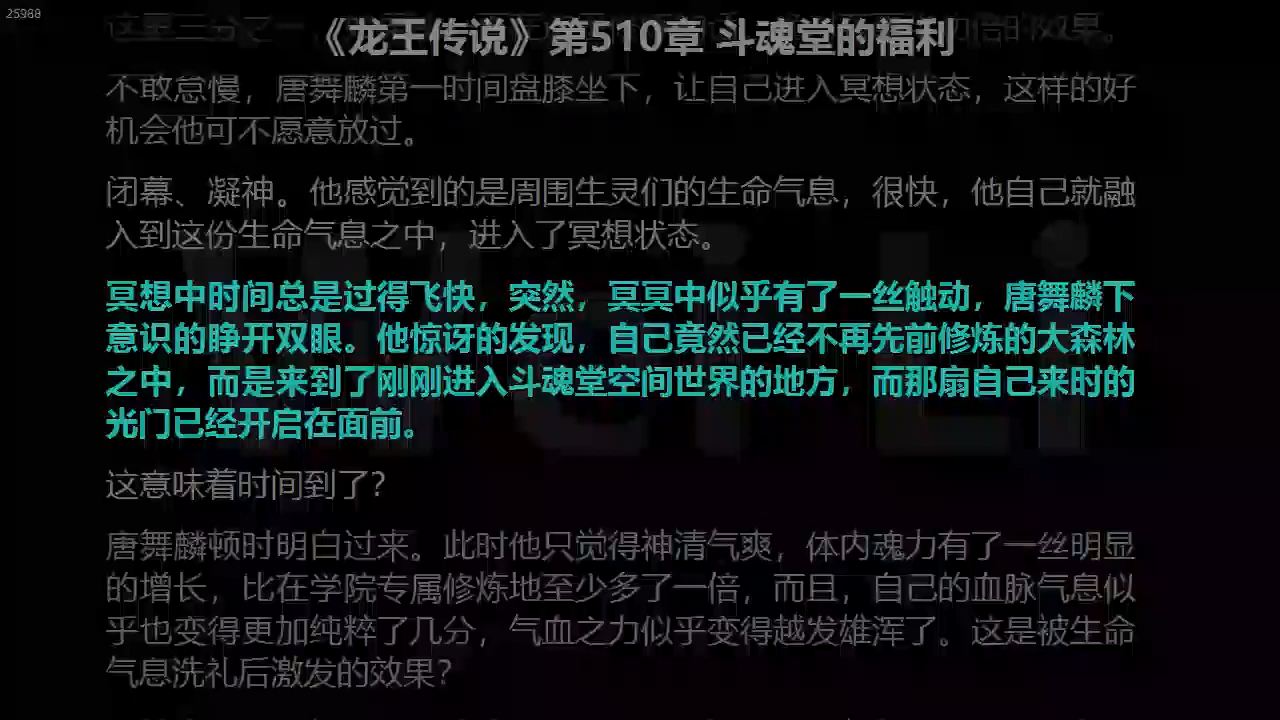 25988
《龙王传说》第510章 斗魂堂的福利
不敢怠慢，唐舞麟第一时间盘膝坐下，让自己进入冥想状态，这样的好
机会他可不愿意放过。
闭幕、凝神。他感觉到的是周围生灵们的生命气息，很快，他自己就融
入到这份生命气息之中，进入了冥想状态。
冥想中时间总是过得飞快，突然，冥冥中似乎有了一丝触动，唐舞麟下
意识的睁开双眼。他惊讶的发现，自己竟然已经不再先前修炼的大森林
之中，而是来到了刚刚进入斗魂堂空间世界的地方，而那扇自己来时的
光门已经开启在面前。
这意味着时间到了？
唐舞麟顿时明白过来。此时他只觉得神清气爽，体内魂力有了一丝明显
的增长，比在学院专属修炼地至少多了一倍，而且，自己的血脉气息似
乎也变得更加纯粹了几分，气血之力似乎变得越发雄浑了。这是被生命
气息洗礼后激发的效果？